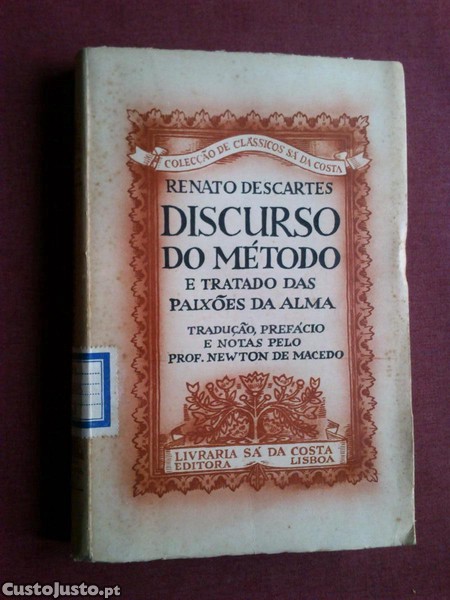 COLECÇÃO DE CLÁSSICOS SÁ DA COSTA
RENATO DESCARTES
DISCURSO
DO MÉTODO
E TRATADO DAS
PAIXÕES DA ALMA
TRADUÇÃO, PREFÁCIO
E NOTAS PELO
PROF. NEWTON DE MACEDO
LIVRARIA SÁ DA COSTA
EDITORA LISBOA
CustoJusto.pt